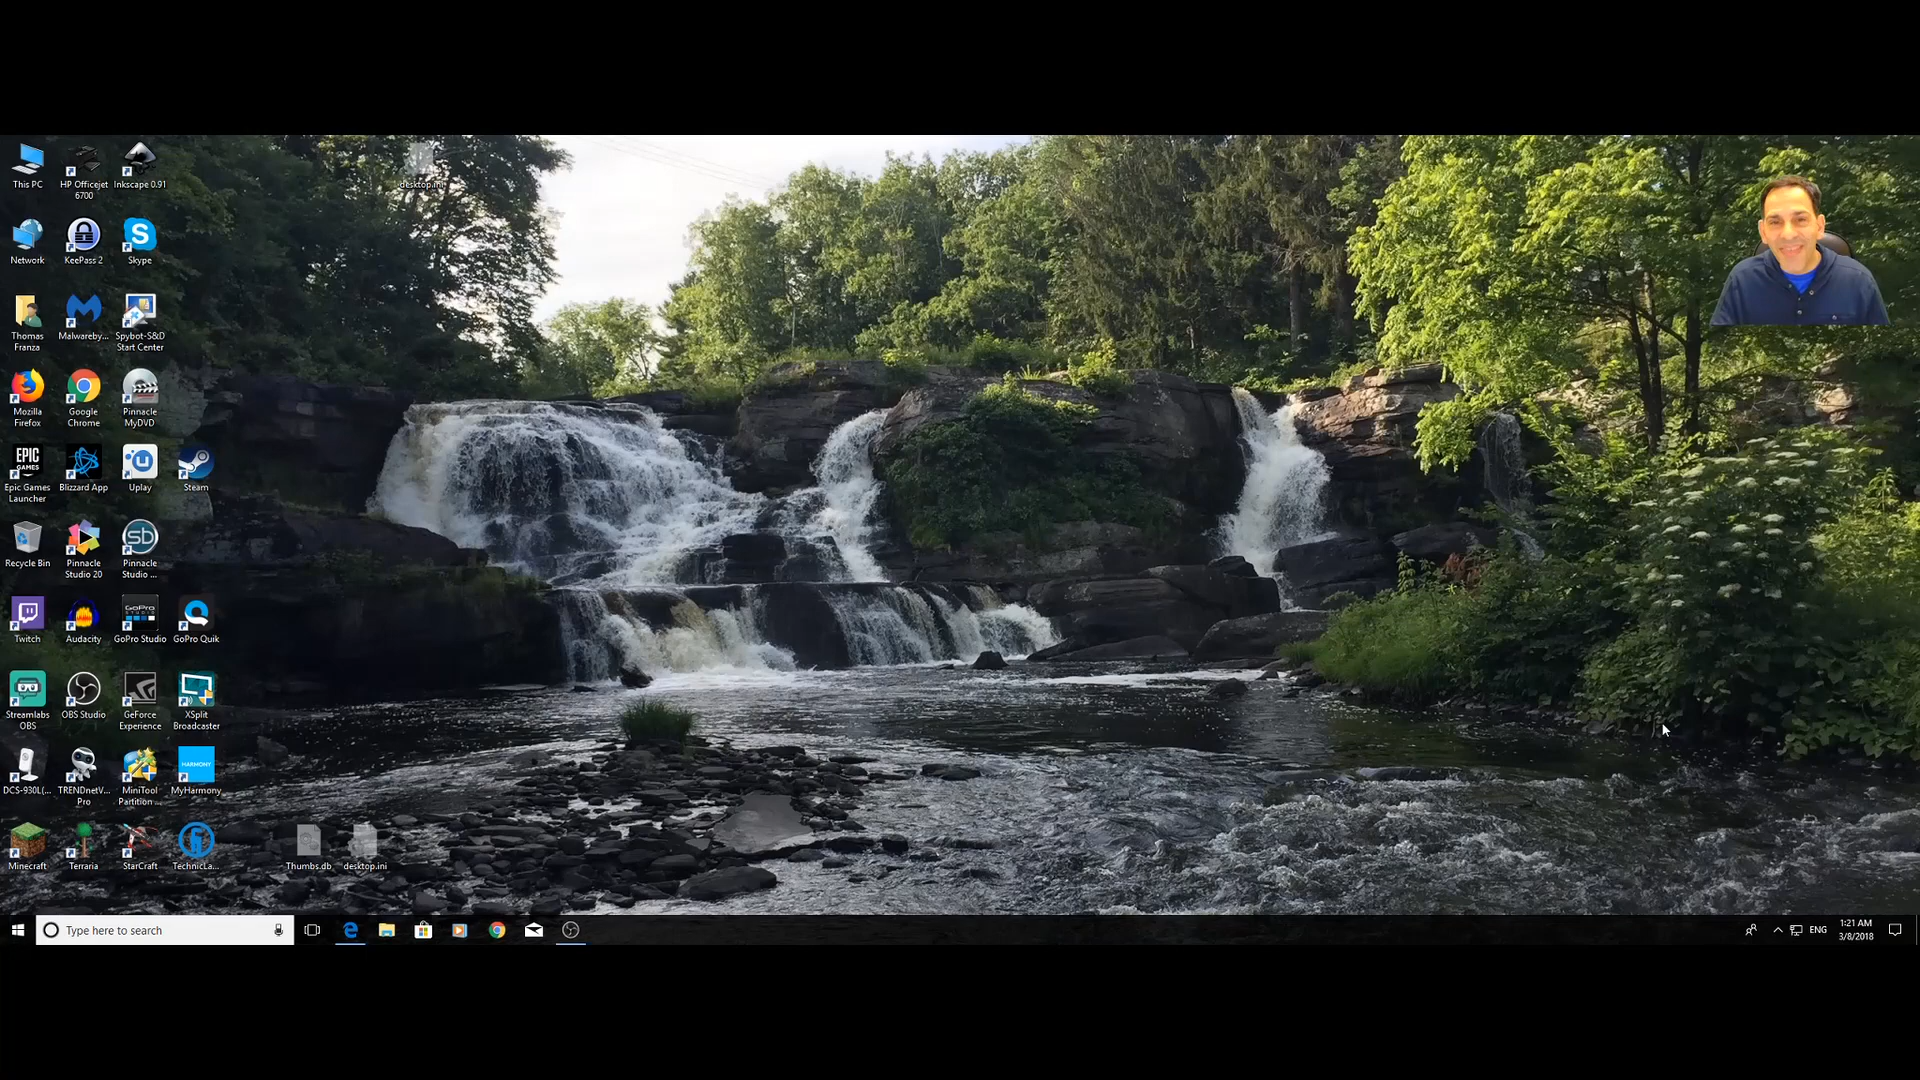 This PC
HP Officejet
6700
Inkscape 0.91
desktop.ini
Network
KeePass 2
Skype
Thomas
Franza
Malwareby...
Spybot-S&D
Start Center
Mozilla
Firefox
Google
Chrome
Pinnacle
MyDVD
EPIC
GAMES
Epic Games
Launcher
Blizzard App
Uplay
Steam
Recycle Bin
sb
Pinnacle
Studio 20
Pinnacle
Studio ...
GoPro
STUDIO
Twitch
Audacity
GoPro Studio
GoPro Quik
Streamlabs
OBS
OBS Studio
GeForce
Experience
XSplit
Broadcaster
HARMONY
DCS-930L(...
TRENDnetV...
Pro
MiniTool
Partition ...
MyHarmony
Minecraft
Terraria
StarCraft
TechnicLa...
Thumbs.db
desktop.ini
Type here to search
ENG
1:21 AM
3/8/2018